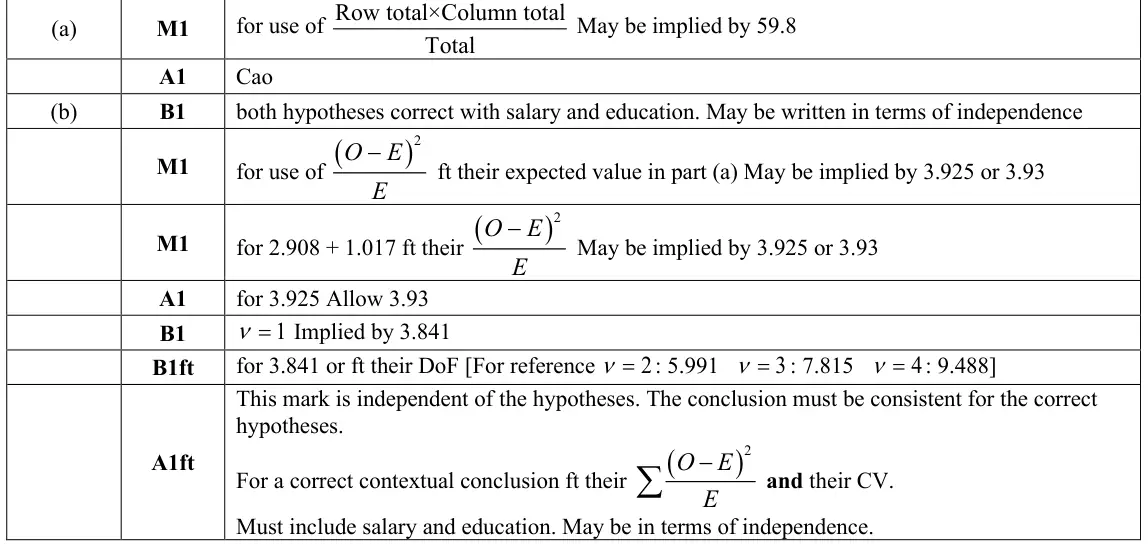 (a) M1 for use of Row total×Column total / Total May be implied by 59.8
A1 Cao
(b) B1 both hypotheses correct with salary and education. May be written in terms of independence
M1 for use of (O − E)² / E ft their expected value in part (a) May be implied by 3.925 or 3.93
M1 for 2.908 + 1.017 ft their (O − E)² / E May be implied by 3.925 or 3.93
A1 for 3.925 Allow 3.93
B1 ν = 1 Implied by 3.841
B1ft for 3.841 or ft their DoF [For reference ν = 2 : 5.991 ν = 3 : 7.815 ν = 4 : 9.488]
A1ft This mark is independent of the hypotheses. The conclusion must be consistent for the correct
hypotheses.
For a correct contextual conclusion ft their ∑ (O − E)² / E and their CV.
Must include salary and education. May be in terms of independence.